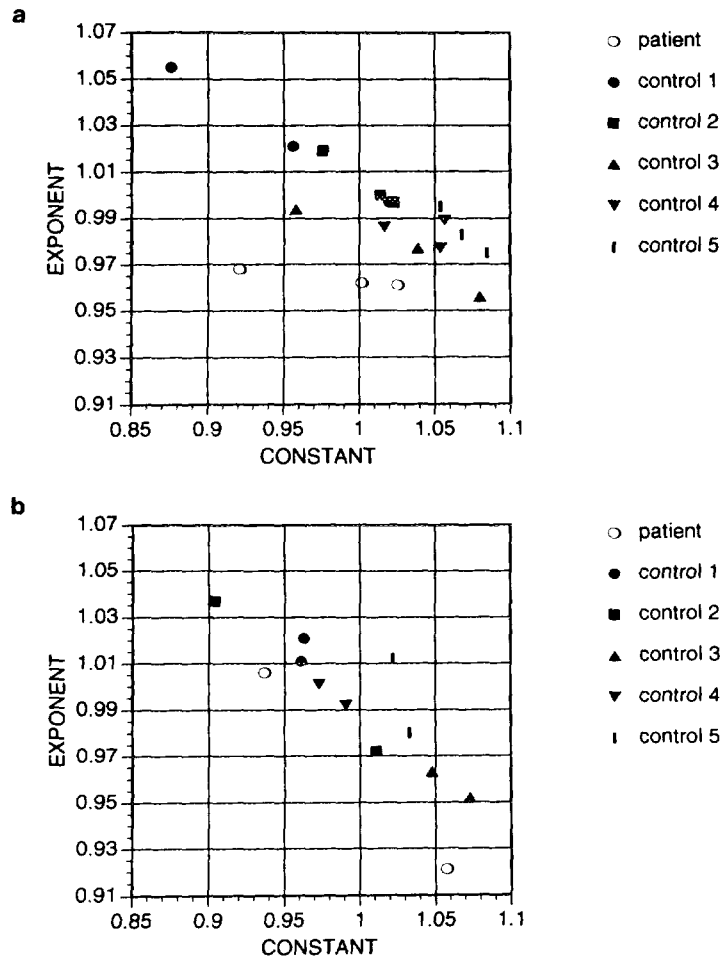 a
1.07
1.05
1.03
1.01
0.99
0.97
0.95
0.93
0.91
EXPONENT
0.85 0.9 0.95 1 1.05 1.1
CONSTANT
patient
control 1
control 2
control 3
control 4
control 5
b
1.07
1.05
1.03
1.01
0.99
0.97
0.95
0.93
0.91
EXPONENT
0.85 0.9 0.95 1 1.05 1.1
CONSTANT
patient
control 1
control 2
control 3
control 4
control 5